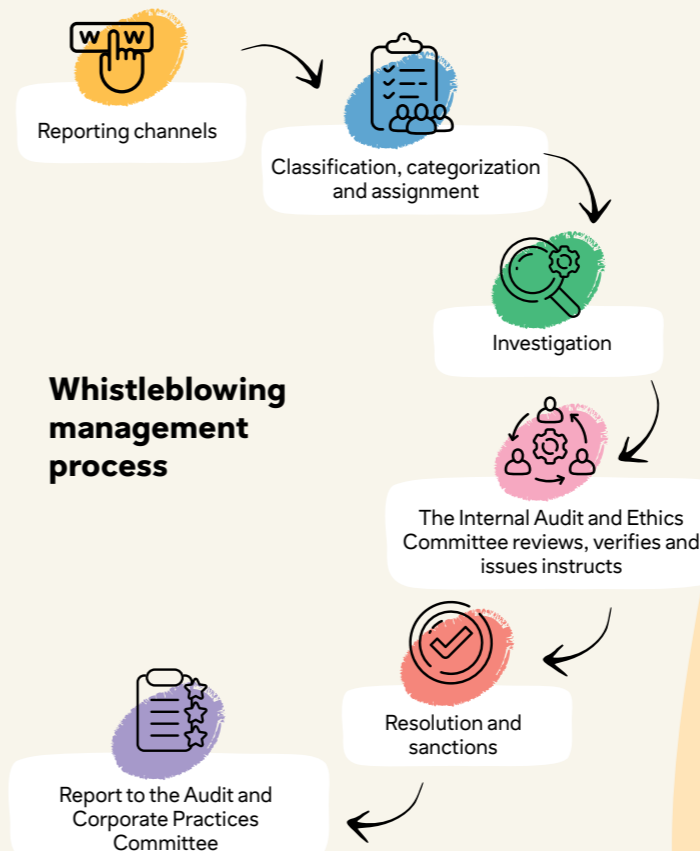 W W
Reporting channels
Classification, categorization
and assignment
Investigation
Whistleblowing
management
process
The Internal Audit and Ethics
Committee reviews, verifies and
issues instructs
Resolution and
sanctions
Report to the Audit and
Corporate Practices
Committee